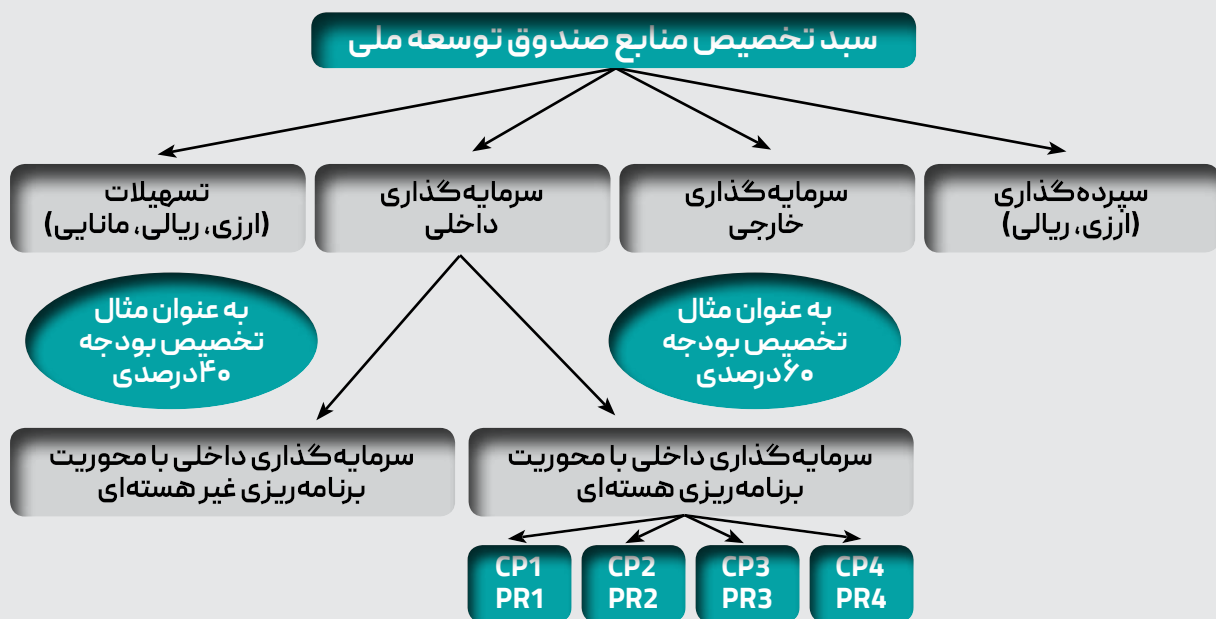 سبد تخصیص منابع صندوق توسعه ملی
سپرده‌گذاری
(ارزی، ریالی)
سرمایه‌گذاری
خارجی
سرمایه‌گذاری
داخلی
تسهیلات
(ارزی، ریالی، مانایی)
به عنوان مثال
تخصیص بودجه
۶۰درصدی
به عنوان مثال
تخصیص بودجه
۴۰درصدی
سرمایه‌گذاری داخلی با محوریت
برنامه‌ریزی هسته‌ای
سرمایه‌گذاری داخلی با محوریت
برنامه‌ریزی غیر هسته‌ای
CP1
PR1
CP2
PR2
CP3
PR3
CP4
PR4